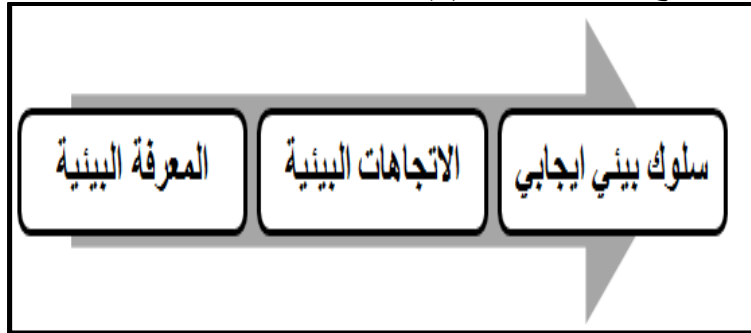 المعرفة البيئية
الاتجاهات البيئية
سلوك بيئي ايجابي